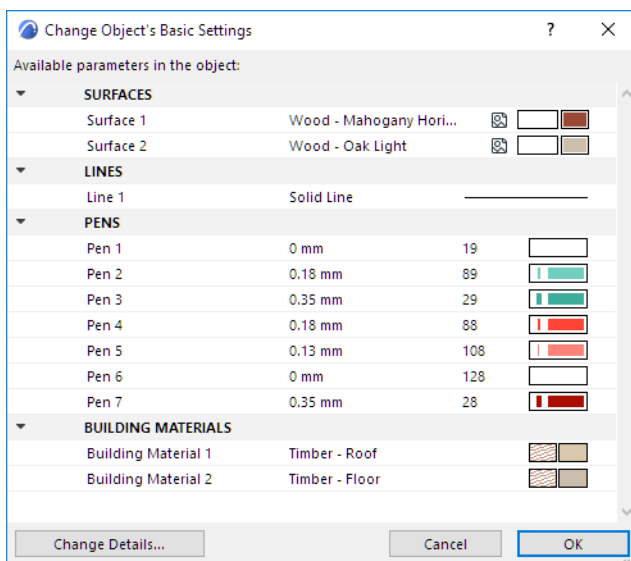 Change Object's Basic Settings ?
Available parameters in the object:
SURFACES
Surface 1 Wood - Mahogany Hori...
Surface 2 Wood - Oak Light
LINES
Line 1 Solid Line
PENS
Pen 1 0 mm 19
Pen 2 0.18 mm 89
Pen 3 0.35 mm 29
Pen 4 0.18 mm 88
Pen 5 0.13 mm 108
Pen 6 0 mm 128
Pen 7 0.35 mm 28
BUILDING MATERIALS
Building Material 1 Timber - Roof
Building Material 2 Timber - Floor
Change Details... Cancel OK